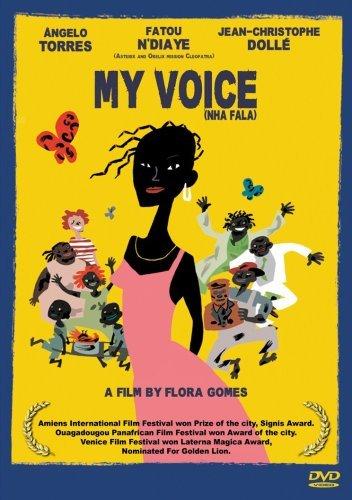 ÂNGELO TORRES
FATOU N'DIAYE
(ASTERIX AND OBELIX MISSION CLEOPATRA)
JEAN-CHRISTOPHE DOLLÉ
MY VOICE
(NHA FALA)
A FILM BY FLORA GOMES
Amiens International Film Festival won Prize of the city, Signis Award.
Ouagadougou Panafrican Film Festival won Award of the city.
Venice Film Festival won Laterna Magica Award,
Nominated For Golden Lion.
DVD
VIDEO